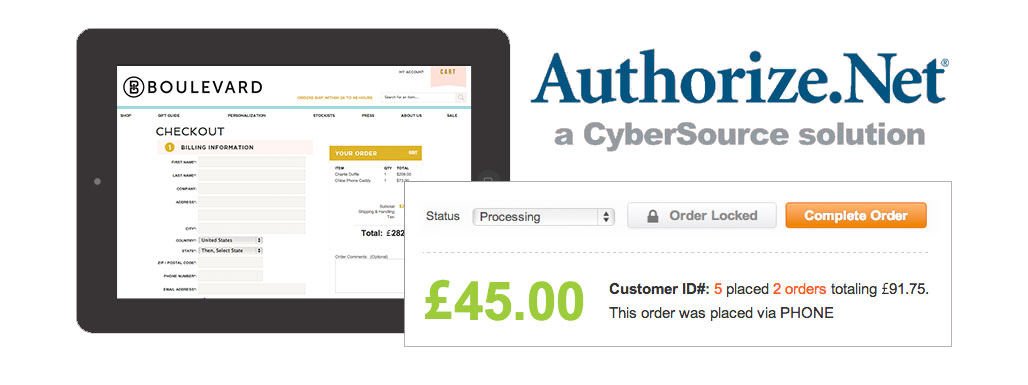 BOULEVARD
MY ACCOUNT
CART
ORDERS SHIP WITHIN 24 TO 48 HOURS
Search for an item...
SHOP GIFT GUIDE PERSONALIZATION STOCKISTS PRESS ABOUT US SALE
CHECKOUT
1 BILLING INFORMATION
FIRST NAME*:
LAST NAME*:
COMPANY:
ADDRESS*:
CITY*:
COUNTRY*: United States
STATE*: Then, Select State
ZIP / POSTAL CODE*:
PHONE NUMBER*:
EMAIL ADDRESS*:
YOUR ORDER EDIT
ITEM QTY TOTAL
Charlie Duffle 1 $209.00
Chloe Phone Caddy 1 $73.00
Subtotal:
Shipping & Handling:
Tax:
Total: £282
Order Comments: (Optional)
Authorize.Net®
a CyberSource solution
Status Processing Order Locked Complete Order
£45.00
Customer ID#: 5 placed 2 orders totaling £91.75.
This order was placed via PHONE